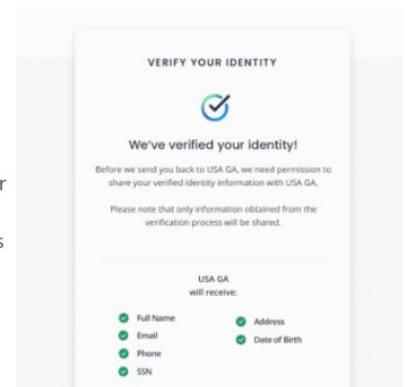 VERIFY YOUR IDENTITY
We've verified your identity!
Before we send you back to USA GA, we need permission to
share your verified identity information with USA GA.
r
Please note that only information obtained from the
verification process will be shared.
s
USA GA
will receive:
Full Name
Email
Phone
SSN
Address
Date of Birth